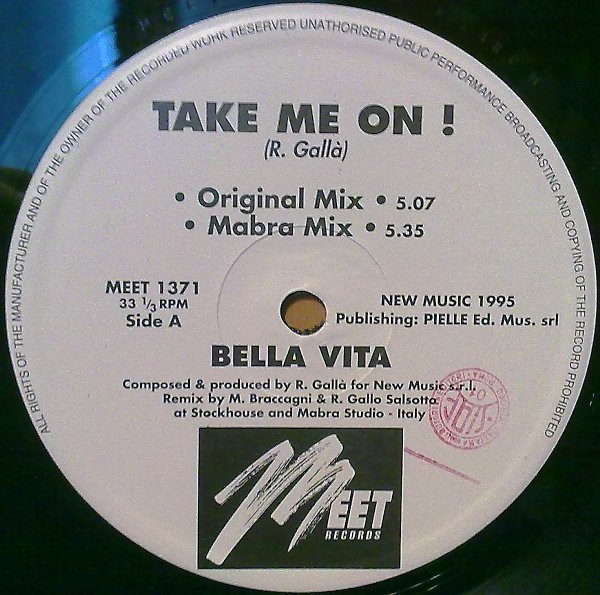 ALL RIGHTS OF THE MANUFACTURER AND OF THE OWNER OF THE RECORDED WORK RESERVED UNATHORISED PUBLIC PERFORMANCE BROADCASTING AND COPYING OF THE RECORD PROHIBITED
TAKE ME ON !
(R. Gallà)
• Original Mix • 5.07
• Mabra Mix • 5.35
MEET 1371
33 1/3 RPM
Side A
NEW MUSIC 1995
Publishing: PIELLE Ed. Mus. srl
BELLA VITA
Composed & produced by R. Gallà for New Music s.r.l.
Remix by M. Braccagni & R. Gallo Salsotto
at Stockhouse and Mabra Studio - Italy
SIAE
MEET
RECORDS